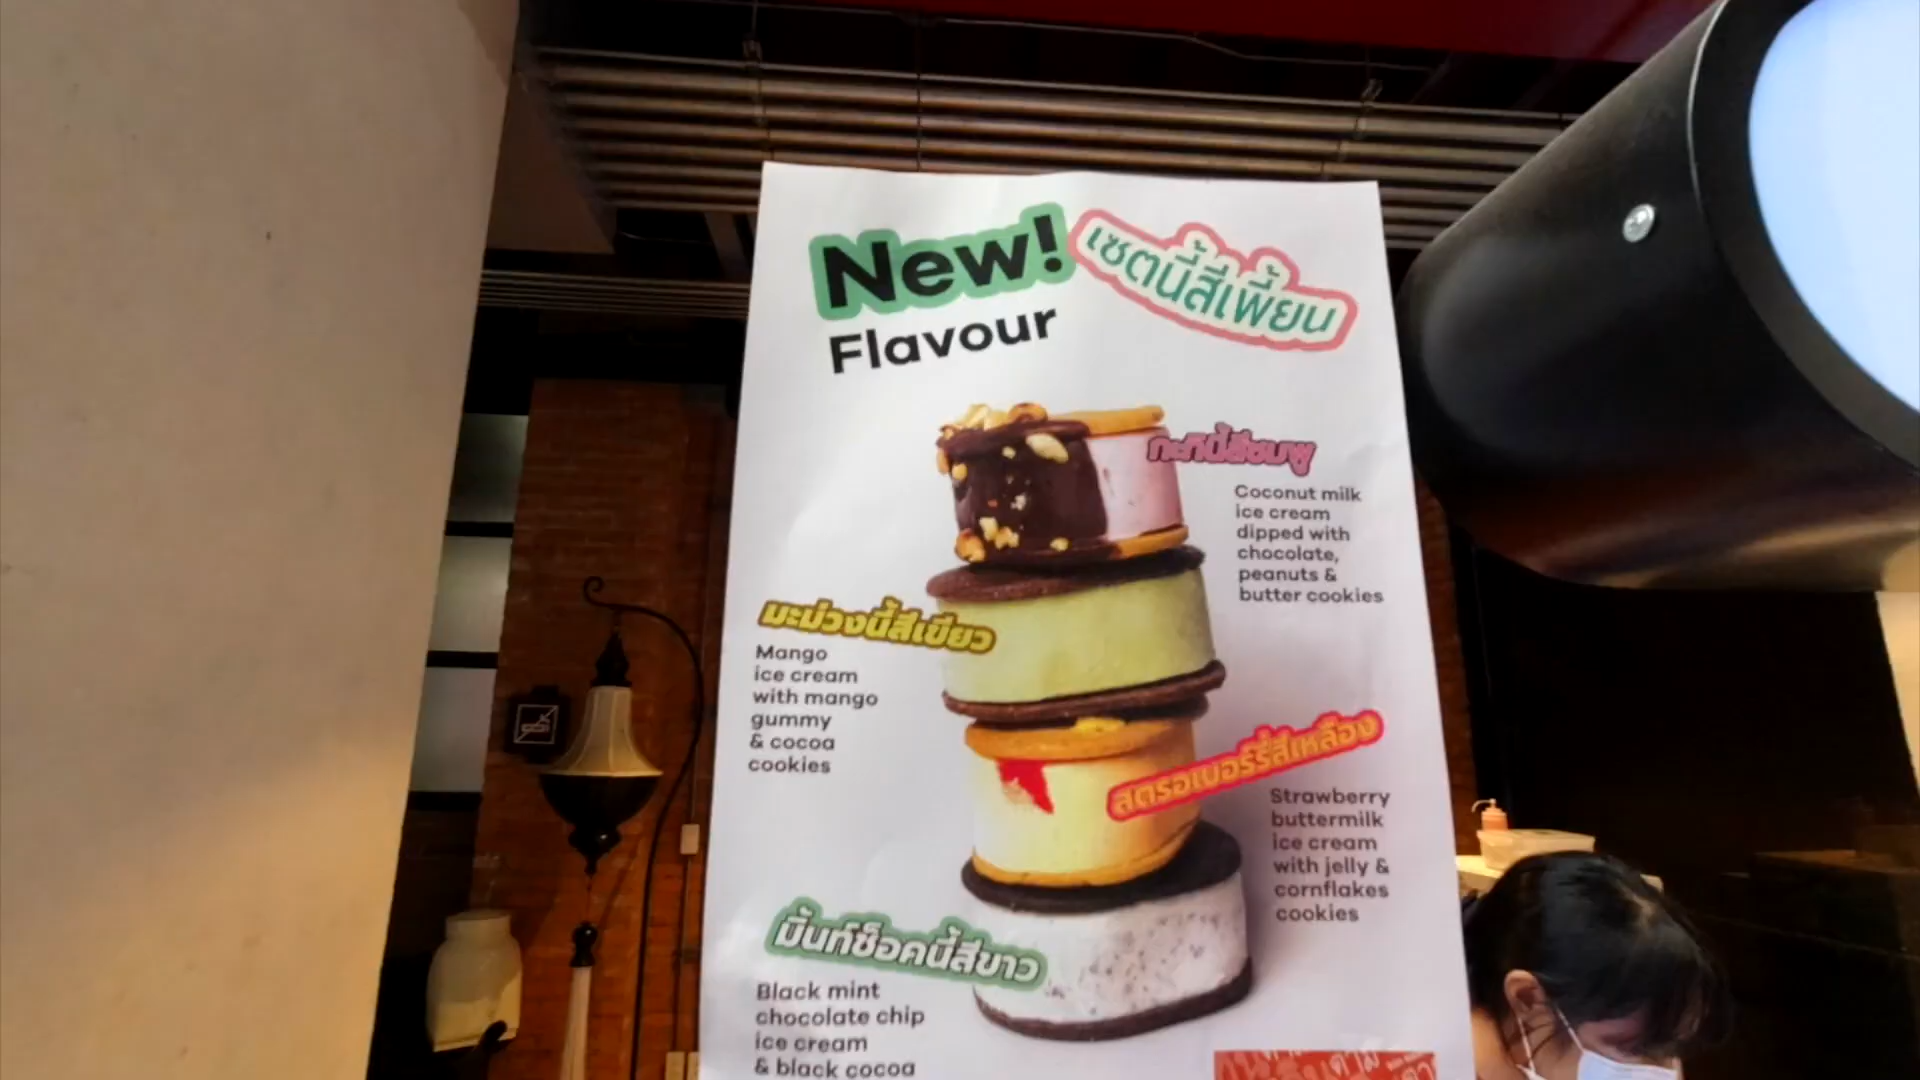 New!
Flavour
เซตนี้สีเพี้ยน
กะทินี้สีชมพู
Coconut milk
ice cream
dipped with
chocolate,
peanuts &
butter cookies
มะม่วงนี้สีเขียว
Mango
ice cream
with mango
gummy
& cocoa
cookies
สตรอเบอร์รี่สีเหลือง
Strawberry
buttermilk
ice cream
with jelly &
cornflakes
cookies
มิ้นท์ช็อคนี้สีขาว
Black mint
chocolate chip
ice cream
& black cocoa